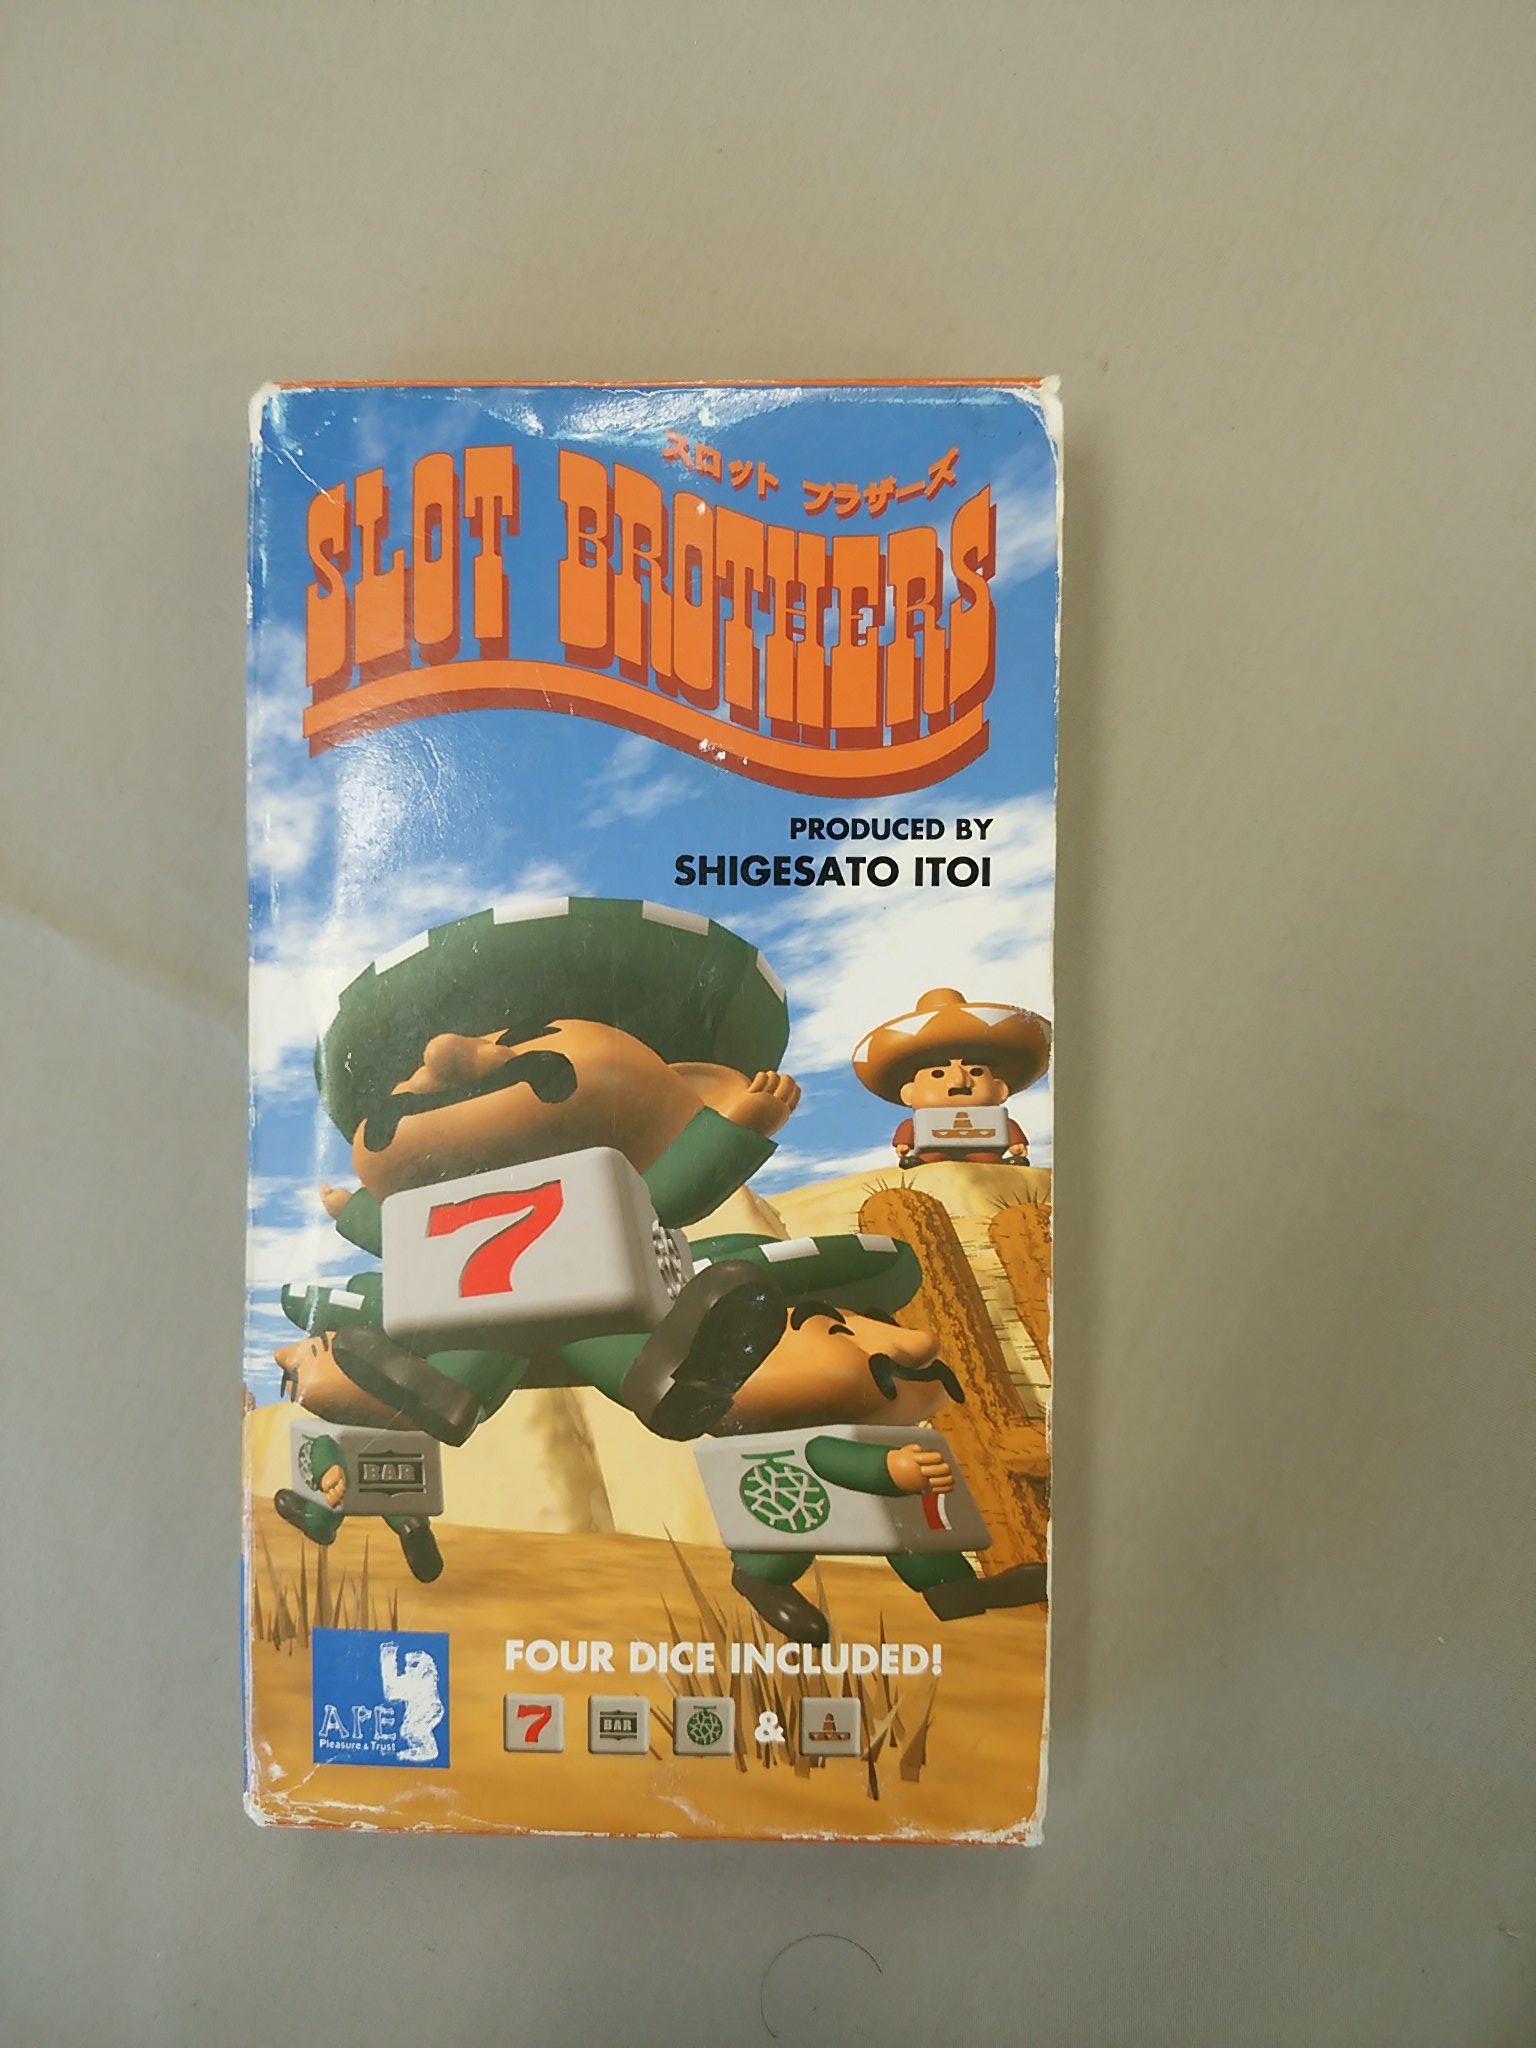 スロット ブラザーズ
SLOT BROTHERS
PRODUCED BY
SHIGESATO ITOI
7
BAR
7
FOUR DICE INCLUDED!
7 BAR &
APE
Pleasure & Trust